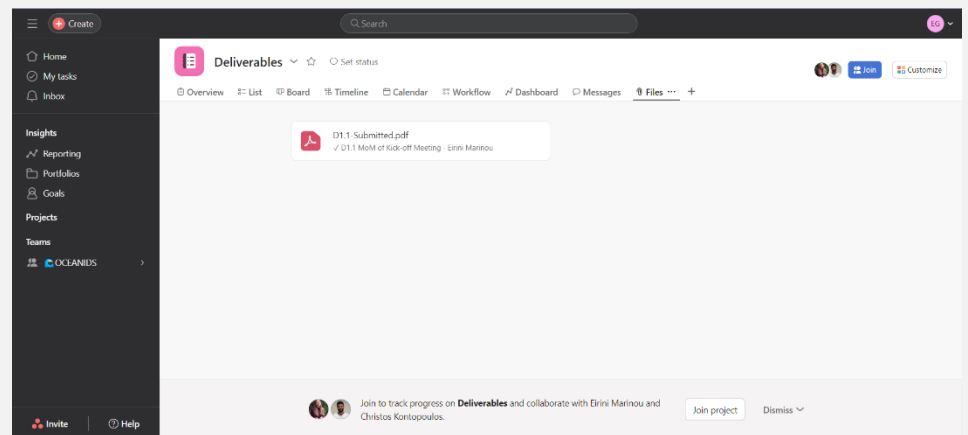 Create
Search
EG
Home
My tasks
Inbox
Insights
Reporting
Portfolios
Goals
Projects
Teams
OCEANIDS
Invite
Help
Deliverables
Set status
Join
Customize
Overview
List
Board
Timeline
Calendar
Workflow
Dashboard
Messages
Files
D1.1-Submitted.pdf
✓ D1.1 MoM of Kick-off Meeting - Eirini Marinou
Join to track progress on Deliverables and collaborate with Eirini Marinou and
Christos Kontopoulos.
Join project
Dismiss